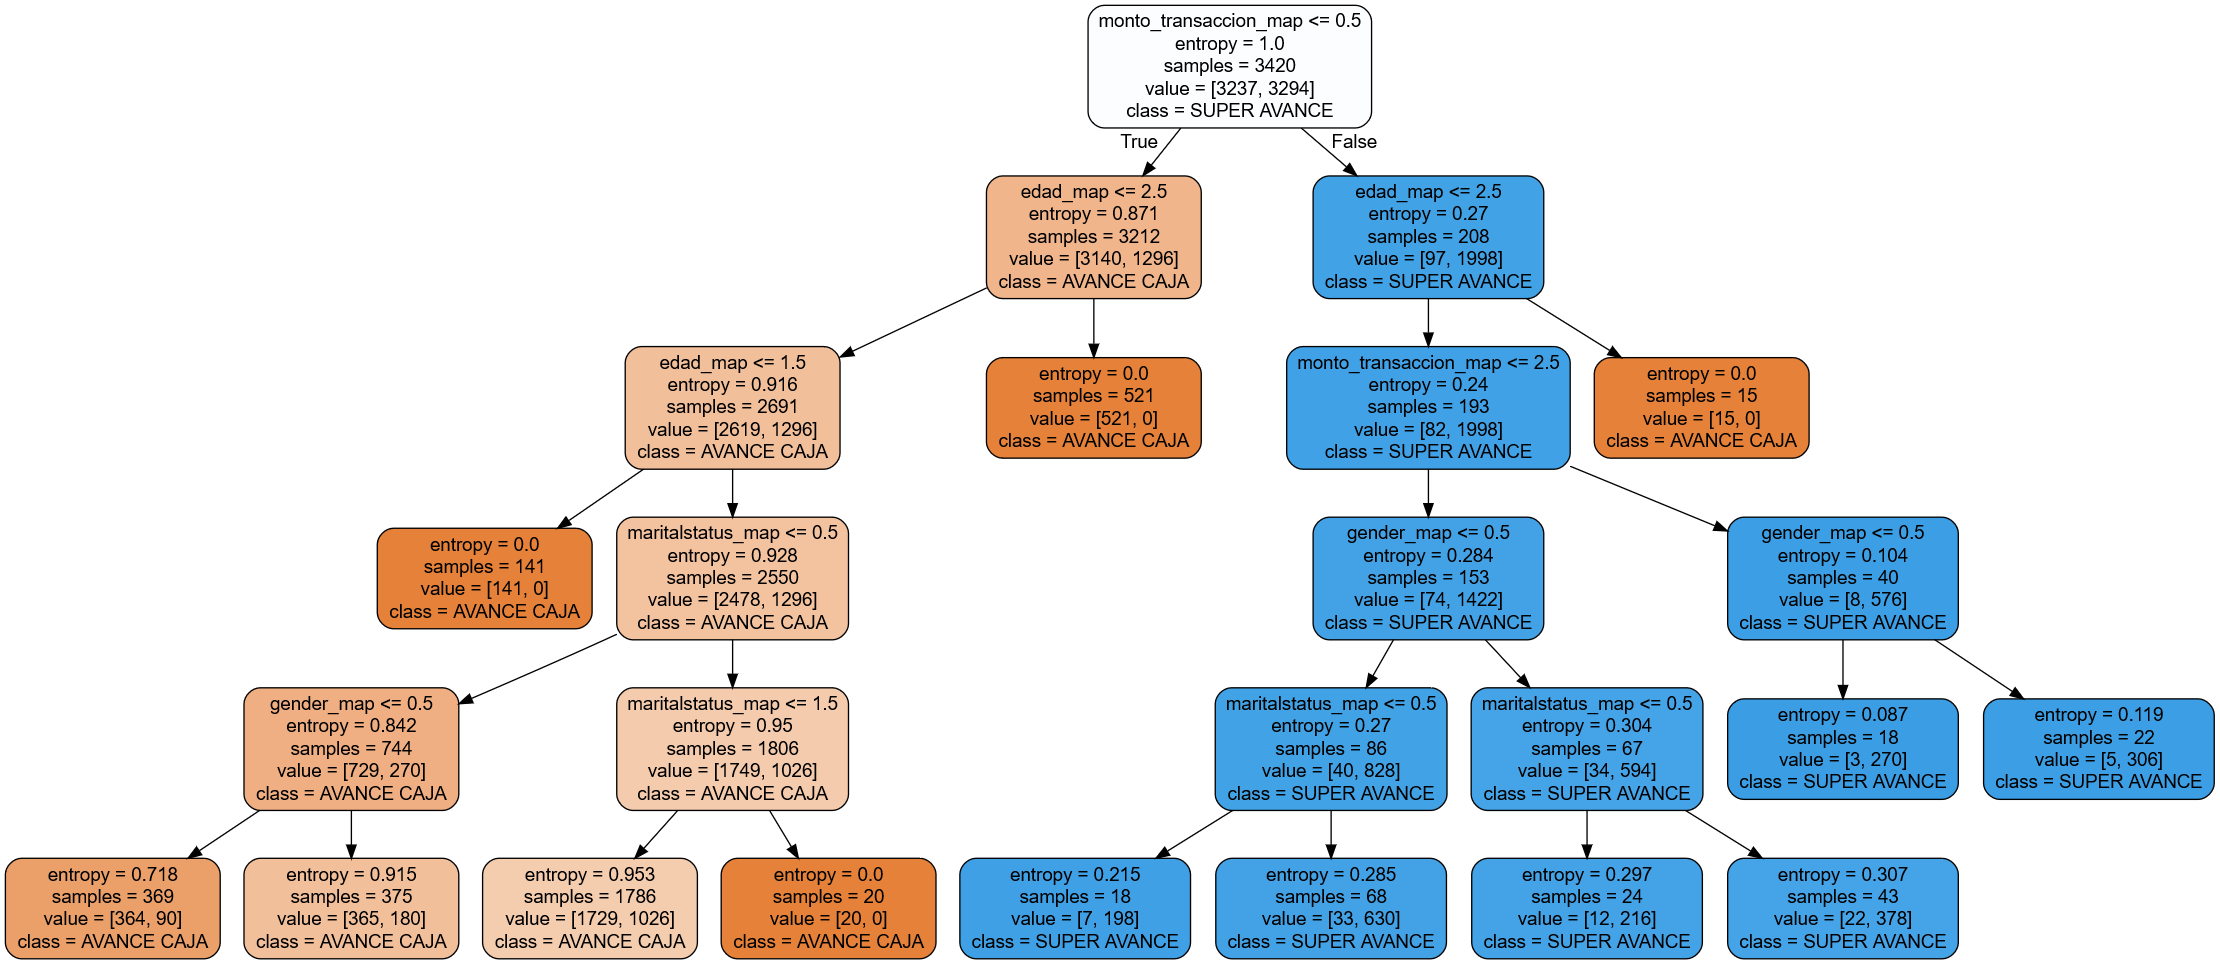 monto_transaccion_map <= 0.5
entropy = 1.0
samples = 3420
value = [3237, 3294]
class = SUPER AVANCE
True
False
edad_map <= 2.5
entropy = 0.871
samples = 3212
value = [3140, 1296]
class = AVANCE CAJA
edad_map <= 2.5
entropy = 0.27
samples = 208
value = [97, 1998]
class = SUPER AVANCE
edad_map <= 1.5
entropy = 0.916
samples = 2691
value = [2619, 1296]
class = AVANCE CAJA
entropy = 0.0
samples = 521
value = [521, 0]
class = AVANCE CAJA
monto_transaccion_map <= 2.5
entropy = 0.24
samples = 193
value = [82, 1998]
class = SUPER AVANCE
entropy = 0.0
samples = 15
value = [15, 0]
class = AVANCE CAJA
entropy = 0.0
samples = 141
value = [141, 0]
class = AVANCE CAJA
maritalstatus_map <= 0.5
entropy = 0.928
samples = 2550
value = [2478, 1296]
class = AVANCE CAJA
gender_map <= 0.5
entropy = 0.284
samples = 153
value = [74, 1422]
class = SUPER AVANCE
gender_map <= 0.5
entropy = 0.104
samples = 40
value = [8, 576]
class = SUPER AVANCE
gender_map <= 0.5
entropy = 0.842
samples = 744
value = [729, 270]
class = AVANCE CAJA
maritalstatus_map <= 1.5
entropy = 0.95
samples = 1806
value = [1749, 1026]
class = AVANCE CAJA
maritalstatus_map <= 0.5
entropy = 0.27
samples = 86
value = [40, 828]
class = SUPER AVANCE
maritalstatus_map <= 0.5
entropy = 0.304
samples = 67
value = [34, 594]
class = SUPER AVANCE
entropy = 0.087
samples = 18
value = [3, 270]
class = SUPER AVANCE
entropy = 0.119
samples = 22
value = [5, 306]
class = SUPER AVANCE
entropy = 0.718
samples = 369
value = [364, 90]
class = AVANCE CAJA
entropy = 0.915
samples = 375
value = [365, 180]
class = AVANCE CAJA
entropy = 0.953
samples = 1786
value = [1729, 1026]
class = AVANCE CAJA
entropy = 0.0
samples = 20
value = [20, 0]
class = AVANCE CAJA
entropy = 0.215
samples = 18
value = [7, 198]
class = SUPER AVANCE
entropy = 0.285
samples = 68
value = [33, 630]
class = SUPER AVANCE
entropy = 0.297
samples = 24
value = [12, 216]
class = SUPER AVANCE
entropy = 0.307
samples = 43
value = [22, 378]
class = SUPER AVANCE